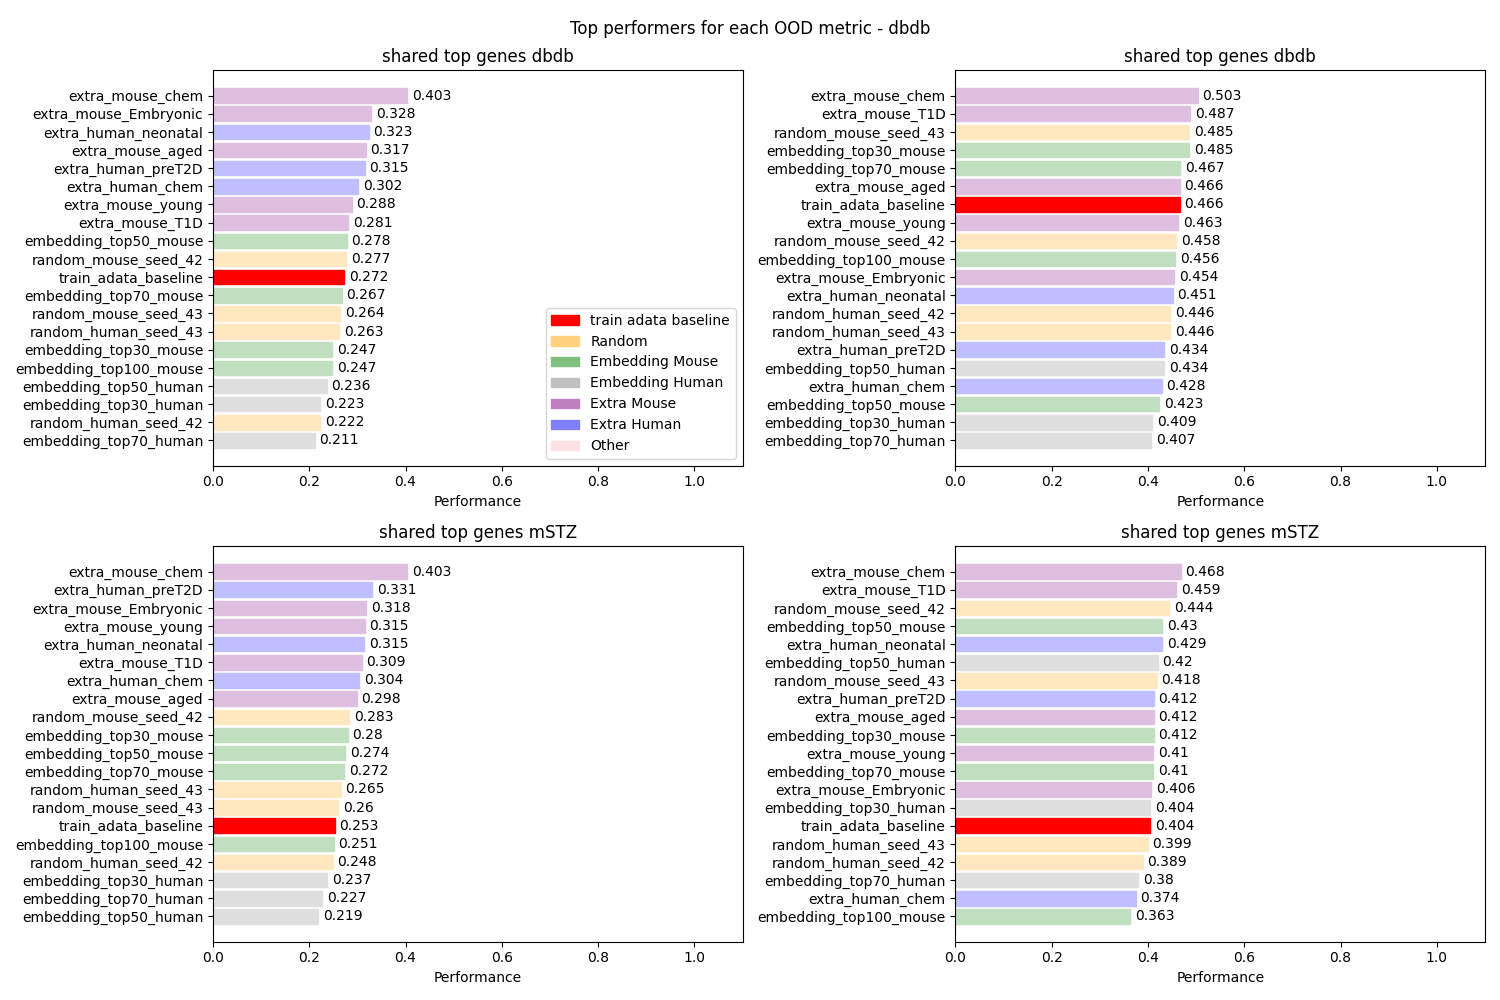 Top performers for each OOD metric - dbdb
shared top genes dbdb
extra_mouse_chem 0.403
extra_mouse_Embryonic 0.328
extra_human_neonatal 0.323
extra_mouse_aged 0.317
extra_human_preT2D 0.315
extra_human_chem 0.302
extra_mouse_young 0.288
extra_mouse_T1D 0.281
embedding_top50_mouse 0.278
random_mouse_seed_42 0.277
train_adata_baseline 0.272
embedding_top70_mouse 0.267
random_mouse_seed_43 0.264
random_human_seed_43 0.263
embedding_top30_mouse 0.247
embedding_top100_mouse 0.247
embedding_top50_human 0.236
embedding_top30_human 0.223
random_human_seed_42 0.222
embedding_top70_human 0.211
train adata baseline
Random
Embedding Mouse
Embedding Human
Extra Mouse
Extra Human
Other
0.0 0.2 0.4 0.6 0.8 1.0
Performance
shared top genes dbdb
extra_mouse_chem 0.503
extra_mouse_T1D 0.487
random_mouse_seed_43 0.485
embedding_top30_mouse 0.485
embedding_top70_mouse 0.467
extra_mouse_aged 0.466
train_adata_baseline 0.466
extra_mouse_young 0.463
random_mouse_seed_42 0.458
embedding_top100_mouse 0.456
extra_mouse_Embryonic 0.454
extra_human_neonatal 0.451
random_human_seed_42 0.446
random_human_seed_43 0.446
extra_human_preT2D 0.434
embedding_top50_human 0.434
extra_human_chem 0.428
embedding_top50_mouse 0.423
embedding_top30_human 0.409
embedding_top70_human 0.407
0.0 0.2 0.4 0.6 0.8 1.0
Performance
shared top genes mSTZ
extra_mouse_chem 0.403
extra_human_preT2D 0.331
extra_mouse_Embryonic 0.318
extra_mouse_young 0.315
extra_human_neonatal 0.315
extra_mouse_T1D 0.309
extra_human_chem 0.304
extra_mouse_aged 0.298
random_mouse_seed_42 0.283
embedding_top30_mouse 0.28
embedding_top50_mouse 0.274
embedding_top70_mouse 0.272
random_human_seed_43 0.265
random_mouse_seed_43 0.26
train_adata_baseline 0.253
embedding_top100_mouse 0.251
random_human_seed_42 0.248
embedding_top30_human 0.237
embedding_top70_human 0.227
embedding_top50_human 0.219
0.0 0.2 0.4 0.6 0.8 1.0
Performance
shared top genes mSTZ
extra_mouse_chem 0.468
extra_mouse_T1D 0.459
random_mouse_seed_42 0.444
embedding_top50_mouse 0.43
extra_human_neonatal 0.429
embedding_top50_human 0.42
random_mouse_seed_43 0.418
extra_human_preT2D 0.412
extra_mouse_aged 0.412
embedding_top30_mouse 0.412
extra_mouse_young 0.41
embedding_top70_mouse 0.41
extra_mouse_Embryonic 0.406
embedding_top30_human 0.404
train_adata_baseline 0.404
random_human_seed_43 0.399
random_human_seed_42 0.389
embedding_top70_human 0.38
extra_human_chem 0.374
embedding_top100_mouse 0.363
0.0 0.2 0.4 0.6 0.8 1.0
Performance